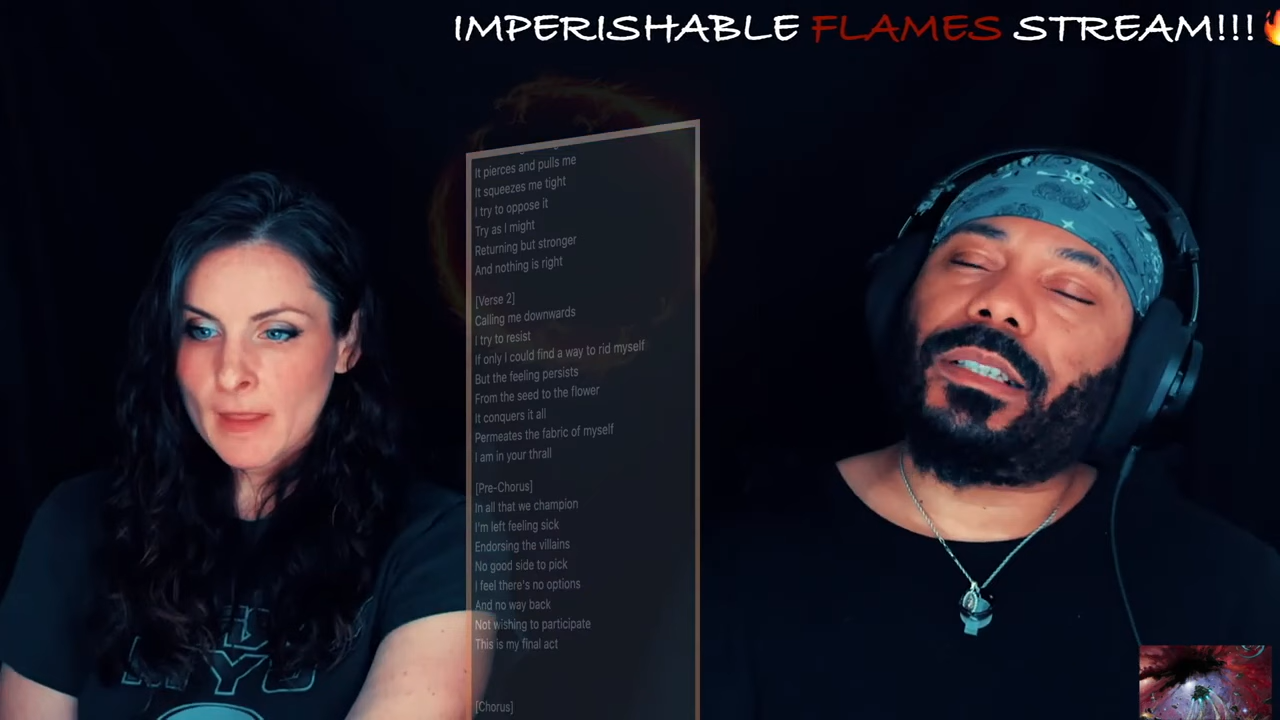 IMPERISHABLE FLAMES STREAM!!!
It pierces and pulls me
It squeezes me tight
I try to oppose it
Try as I might
Returning but stronger
And nothing is right
[Verse 2]
Calling me downwards
I try to resist
If only I could find a way to rid myself
But the feeling persists
From the seed to the flower
It conquers it all
Permeates the fabric of myself
I am in your thrall
[Pre-Chorus]
In all that we champion
I'm left feeling sick
Endorsing the villains
No good side to pick
I feel there's no options
And no way back
Not wishing to participate
This is my final act
[Chorus]